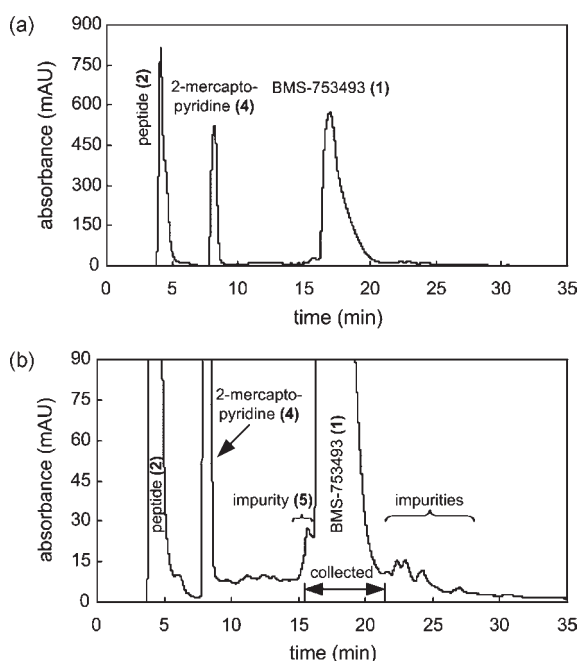 (a)
absorbance (mAU)
900
750
600
450
300
150
0
peptide (2)
2-mercapto-
pyridine (4)
BMS-753493 (1)
0 5 10 15 20 25 30 35
time (min)
(b)
absorbance (mAU)
90
75
60
45
30
15
0
peptide (2)
2-mercapto-
pyridine (4)
impurity (5)
BMS-753493 (1)
impurities
collected
0 5 10 15 20 25 30 35
time (min)